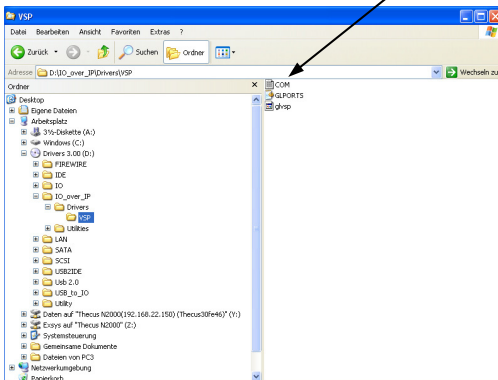 VSP
Datei Bearbeiten Ansicht Favoriten Extras ?
Zurück Suchen Ordner
Adresse D:\IO_over_IP\Drivers\VSP Wechseln zu
Ordner
COM
GLPORTS
glvsp
Desktop
Eigene Dateien
Arbeitsplatz
3½-Diskette (A:)
Windows (C:)
Drivers 3.00 (D:)
FIREWIRE
IDE
IO
IO_over_IP
Drivers
VSP
Utilities
LAN
SATA
SCSI
USB2IDE
Usb 2.0
USB_to_IO
Utility
Daten auf "Thecus N2000(192.168.22.150) (Thecus30fe46)" (Y:)
Exsys auf "Thecus N2000" (Z:)
Systemsteuerung
Gemeinsame Dokumente
Dateien von PC3
Netzwerkumgebung
Papierkorb